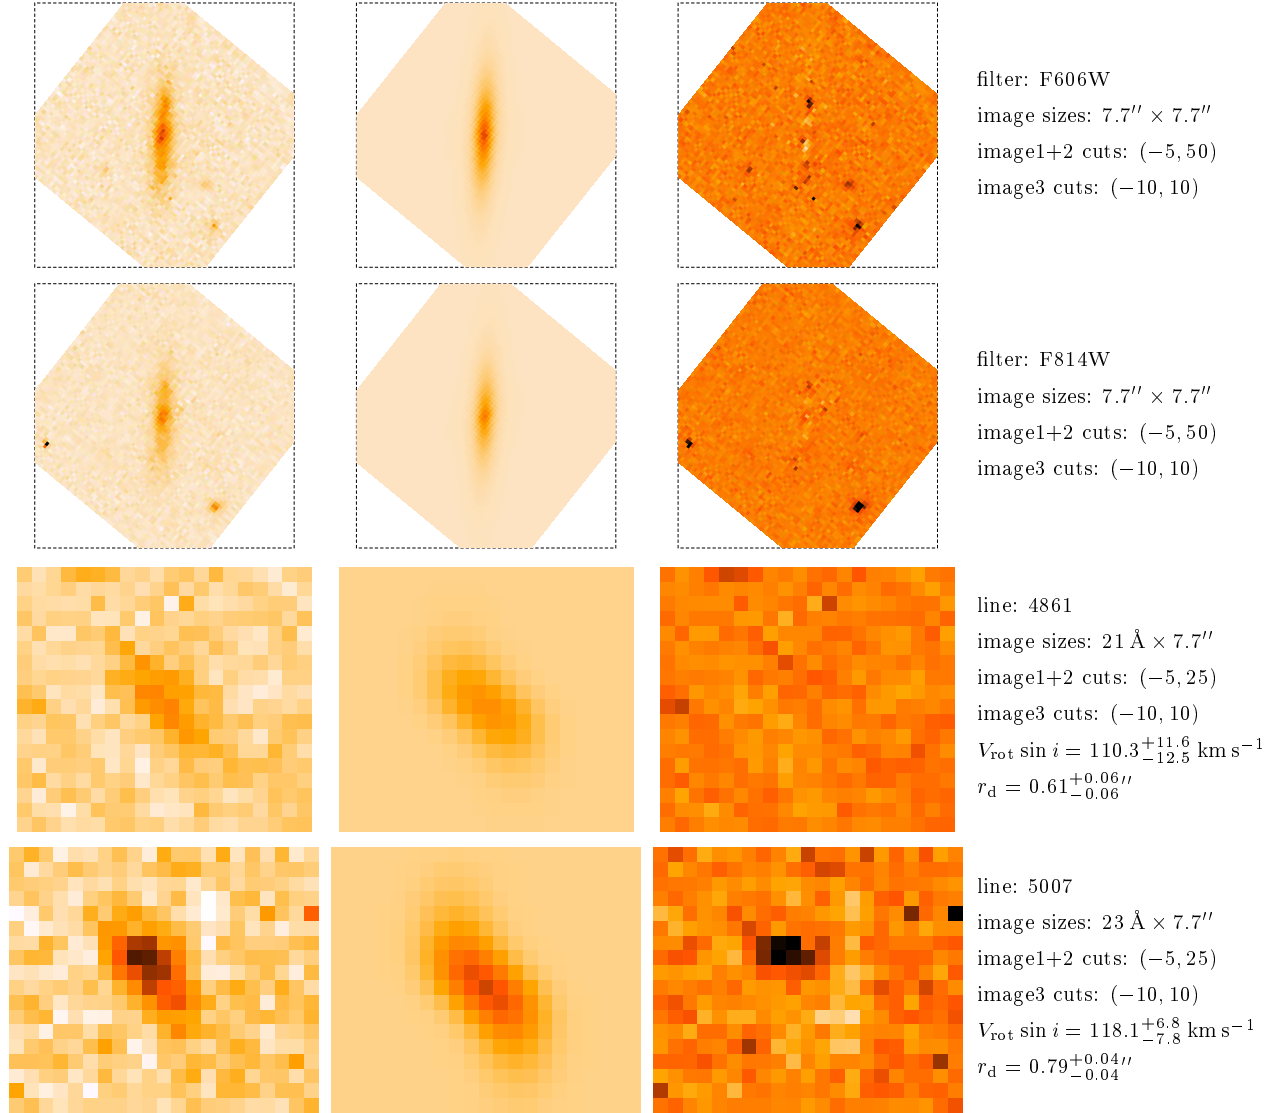 filter: F606W
image sizes: 7.7′′ × 7.7′′
image1+2 cuts: (−5, 50)
image3 cuts: (−10, 10)
filter: F814W
image sizes: 7.7′′ × 7.7′′
image1+2 cuts: (−5, 50)
image3 cuts: (−10, 10)
line: 4861
image sizes: 21 Å × 7.7′′
image1+2 cuts: (−5, 25)
image3 cuts: (−10, 10)
V_rot sin i = 110.3^{+11.6}_{−12.5} km s^{−1}
r_d = 0.61^{+0.06}_{−0.06}′′
line: 5007
image sizes: 23 Å × 7.7′′
image1+2 cuts: (−5, 25)
image3 cuts: (−10, 10)
V_rot sin i = 118.1^{+6.8}_{−7.8} km s^{−1}
r_d = 0.79^{+0.04}_{−0.04}′′